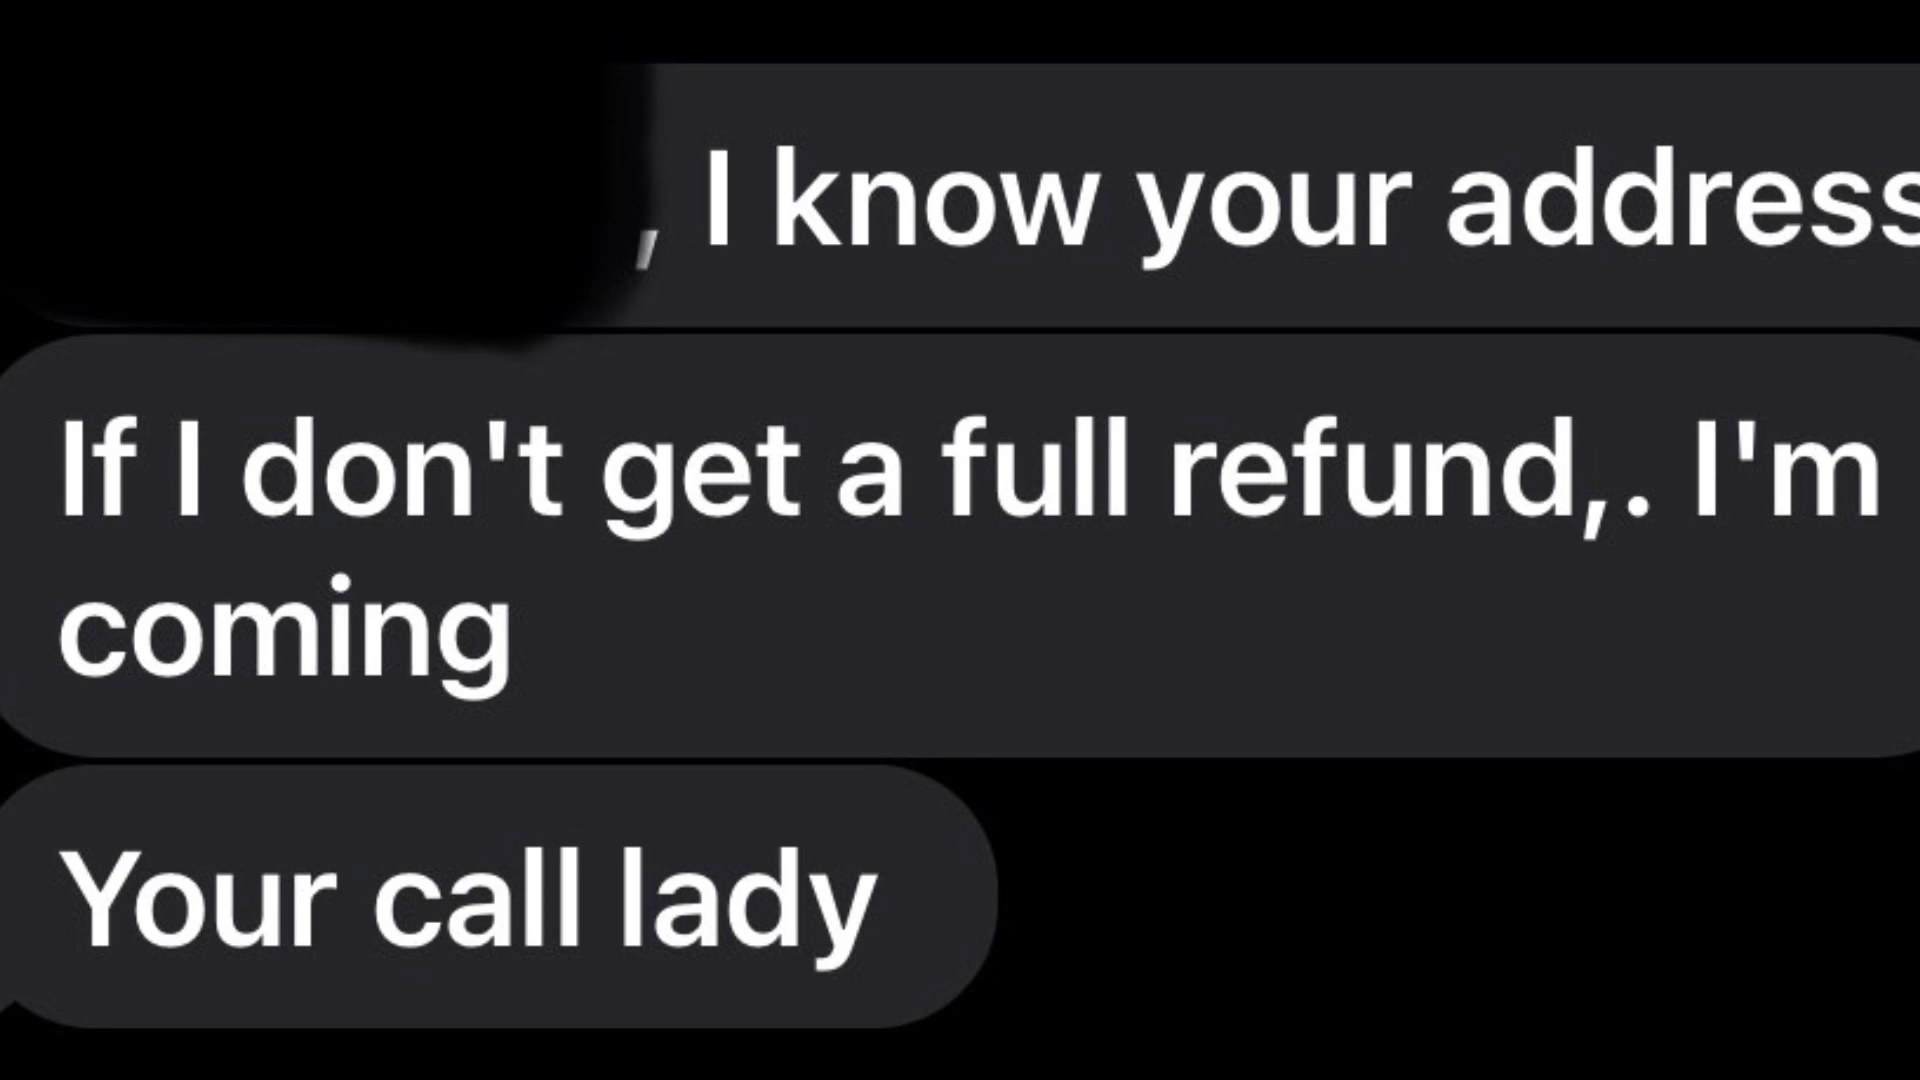 , I know your address
If I don't get a full refund,. I'm
coming
Your call lady